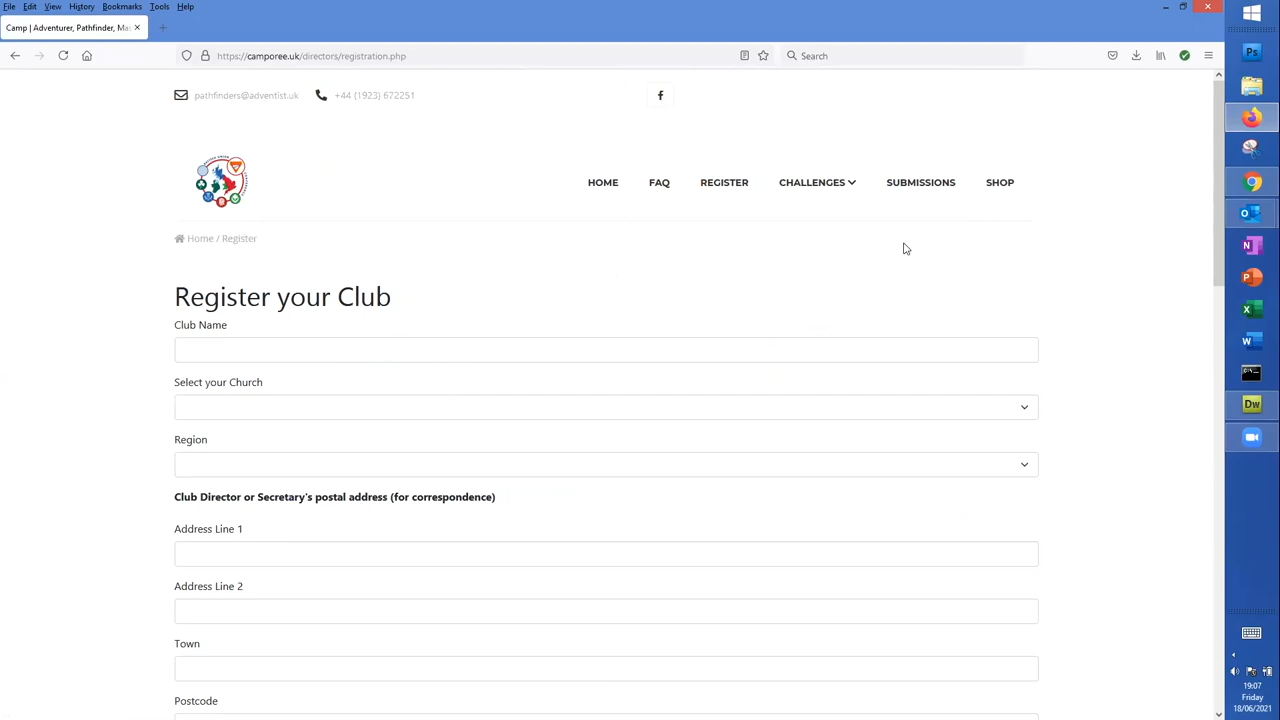 File Edit View History Bookmarks Tools Help
Camp | Adventurer, Pathfinder, Ma
https://camporee.uk/directors/registration.php
Search
pathfinders@adventist.uk +44 (1923) 672251
HOME FAQ REGISTER CHALLENGES SUBMISSIONS SHOP
Home / Register
Register your Club
Club Name
Select your Church
Region
Club Director or Secretary's postal address (for correspondence)
Address Line 1
Address Line 2
Town
Postcode
Ps
Dw
19:07
Friday
18/06/2021